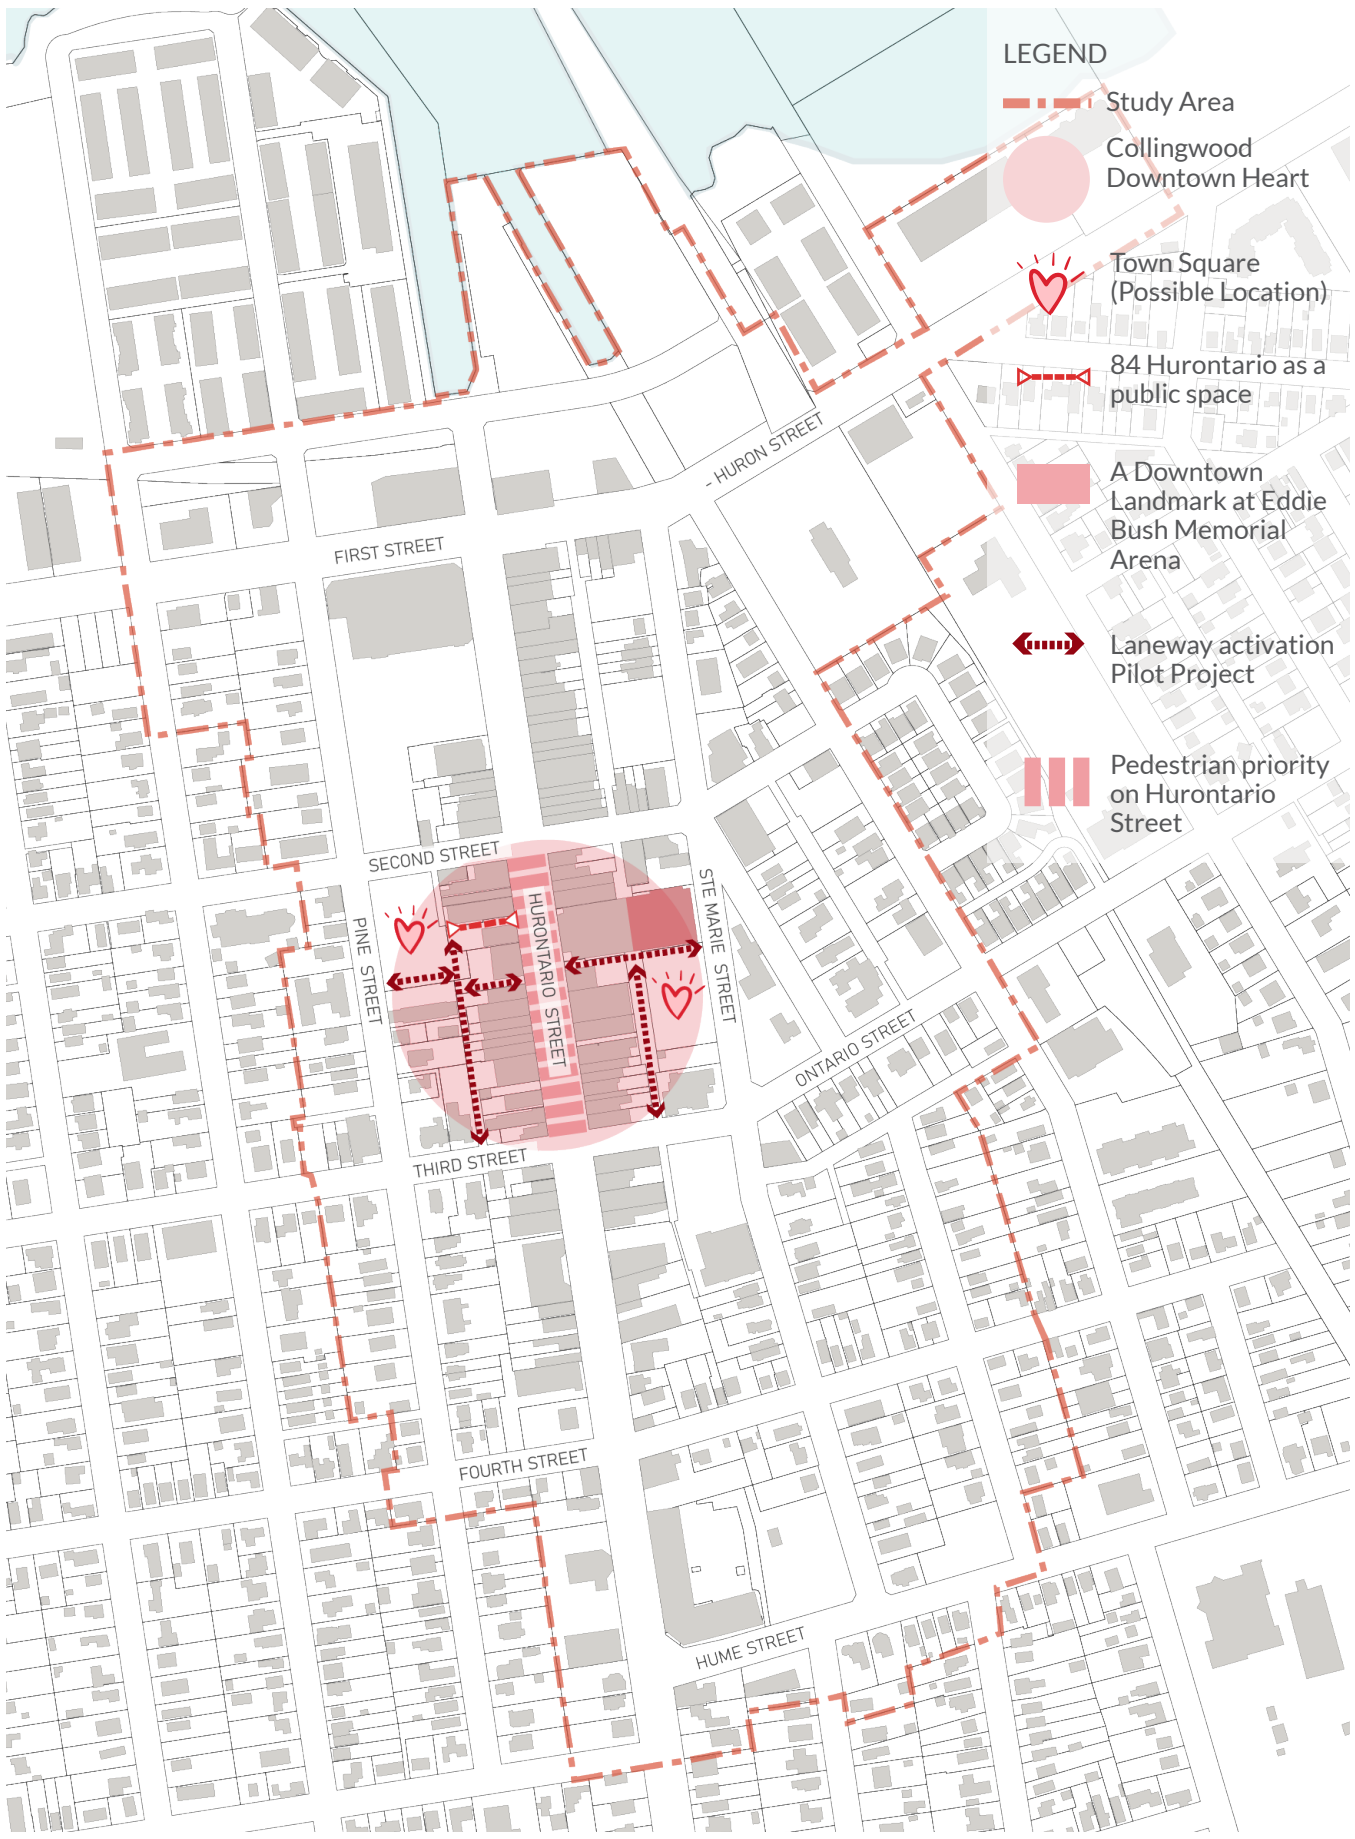 LEGEND
Study Area
Collingwood
Downtown Heart
Town Square
(Possible Location)
84 Hurontario as a
public space
A Downtown
Landmark at Eddie
Bush Memorial
Arena
Laneway activation
Pilot Project
Pedestrian priority
on Hurontario
Street
- HURON STREET
FIRST STREET
SECOND STREET
PINE STREET
HURONTARIO STREET
STE MARIE STREET
ONTARIO STREET
THIRD STREET
FOURTH STREET
HUME STREET